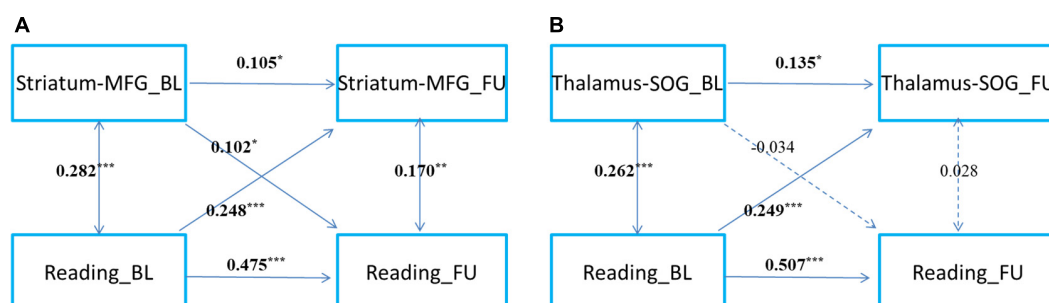 A
Striatum-MFG_BL
0.105*
Striatum-MFG_FU
0.102*
0.282***
0.170**
0.248***
Reading_BL
0.475***
Reading_FU
B
Thalamus-SOG_BL
0.135*
Thalamus-SOG_FU
-0.034
0.262***
0.028
0.249***
Reading_BL
0.507***
Reading_FU